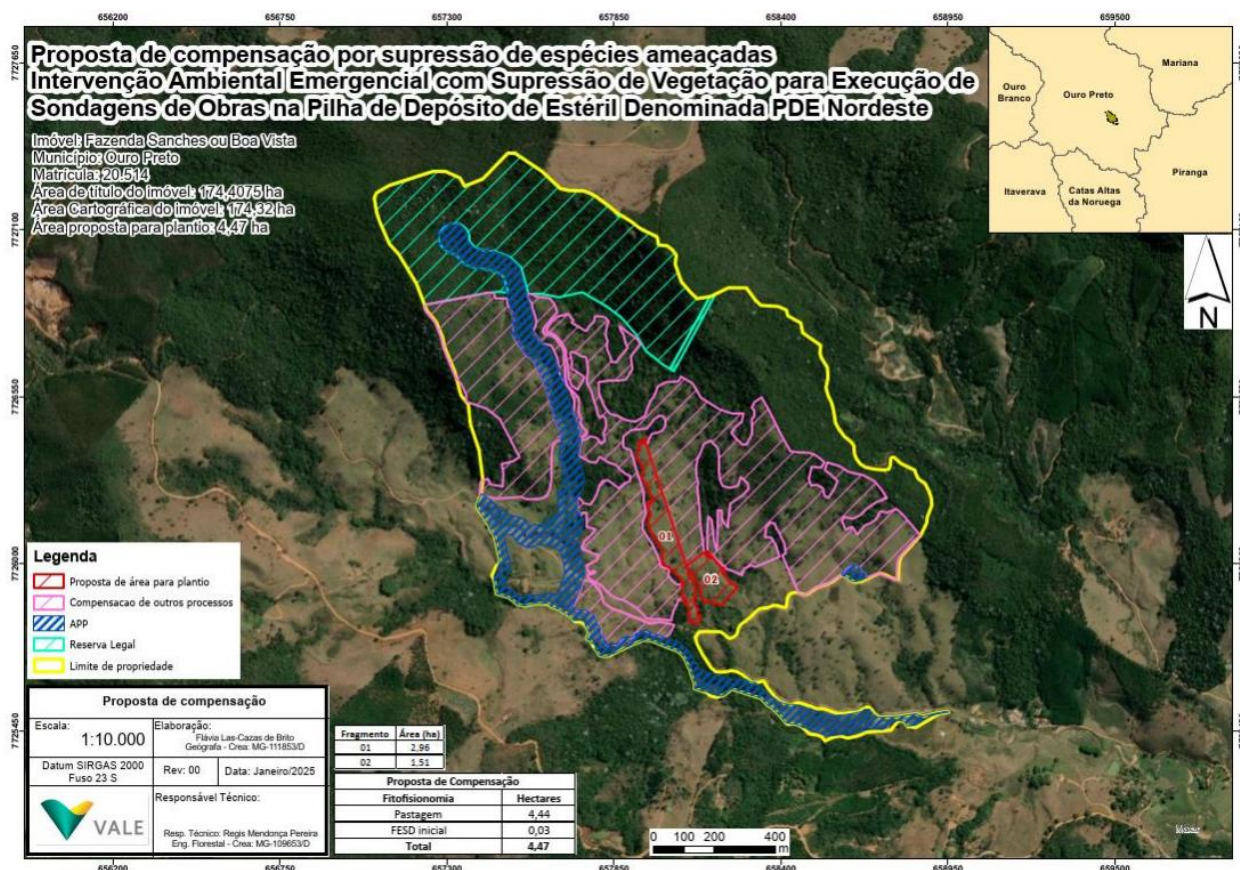 656200 656750 657300 657850 658400 658950 659500
Proposta de compensação por supressão de espécies ameaçadas
Intervenção Ambiental Emergencial com Supressão de Vegetação para Execução de
Sondagens de Obras na Pilha de Depósito de Estéril Denominada PDE Nordeste
Imóvel: Fazenda Sanches ou Boa Vista
Município: Ouro Preto
Matrícula: 20.514
Área de título do imóvel: 174,4075 ha
Área Cartográfica do imóvel: 174,32 ha
Área proposta para plantio: 4,47 ha
Mariana
Ouro
Branco
Ouro Preto
Piranga
Itaverava
Catas Altas
da Noruega
N
7727650
7727100
7726550
7726000
7725450
01
02
Legenda
Proposta de área para plantio
Compensacao de outros processos
APP
Reserva Legal
Limite de propriedade
Proposta de compensação
Escala:
1:10.000
Elaboração:
Flávia Las-Cazas de Brito
Geógrafa - Crea: MG-111853/D
Datum SIRGAS 2000
Fuso 23 S
Rev: 00
Data: Janeiro/2025
VALE
Responsável Técnico:
Resp. Técnico: Regis Mendonça Pereira
Eng. Florestal - Crea: MG-109653/D
Fragmento Área (ha)
01 2,96
02 1,51
Proposta de Compensação
Fitofisionomia Hectares
Pastagem 4,44
FESD inicial 0,03
Total 4,47
0 100 200 400
m
656200 656750 657300 657850 658400 658950 659500